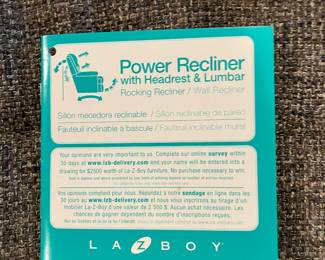 Power Recliner
with Headrest & Lumbar
Rocking Recliner / Wall Recliner
Sillón mecedora reclinable / Sillón reclinable de pared
Fauteuil inclinable à bascule / Fauteuil inclinable mural
Your opinions are very important to us. Complete our online survey within
30 days at www.lzb-delivery.com and your name will be entered into a
drawing for $2500 worth of La-Z-Boy furniture. No purchase necessary to win.
Vos opinions comptent pour nous. Répondez à notre sondage en ligne dans les
30 jours au www.lzb-delivery.com et nous vous inscrirons au tirage d'un
mobilier La-Z-Boy d'une valeur de 2 500 $. Aucun achat nécessaire. Les
chances de gagner dépendent du nombre d'inscriptions reçues.
LA Z BOY